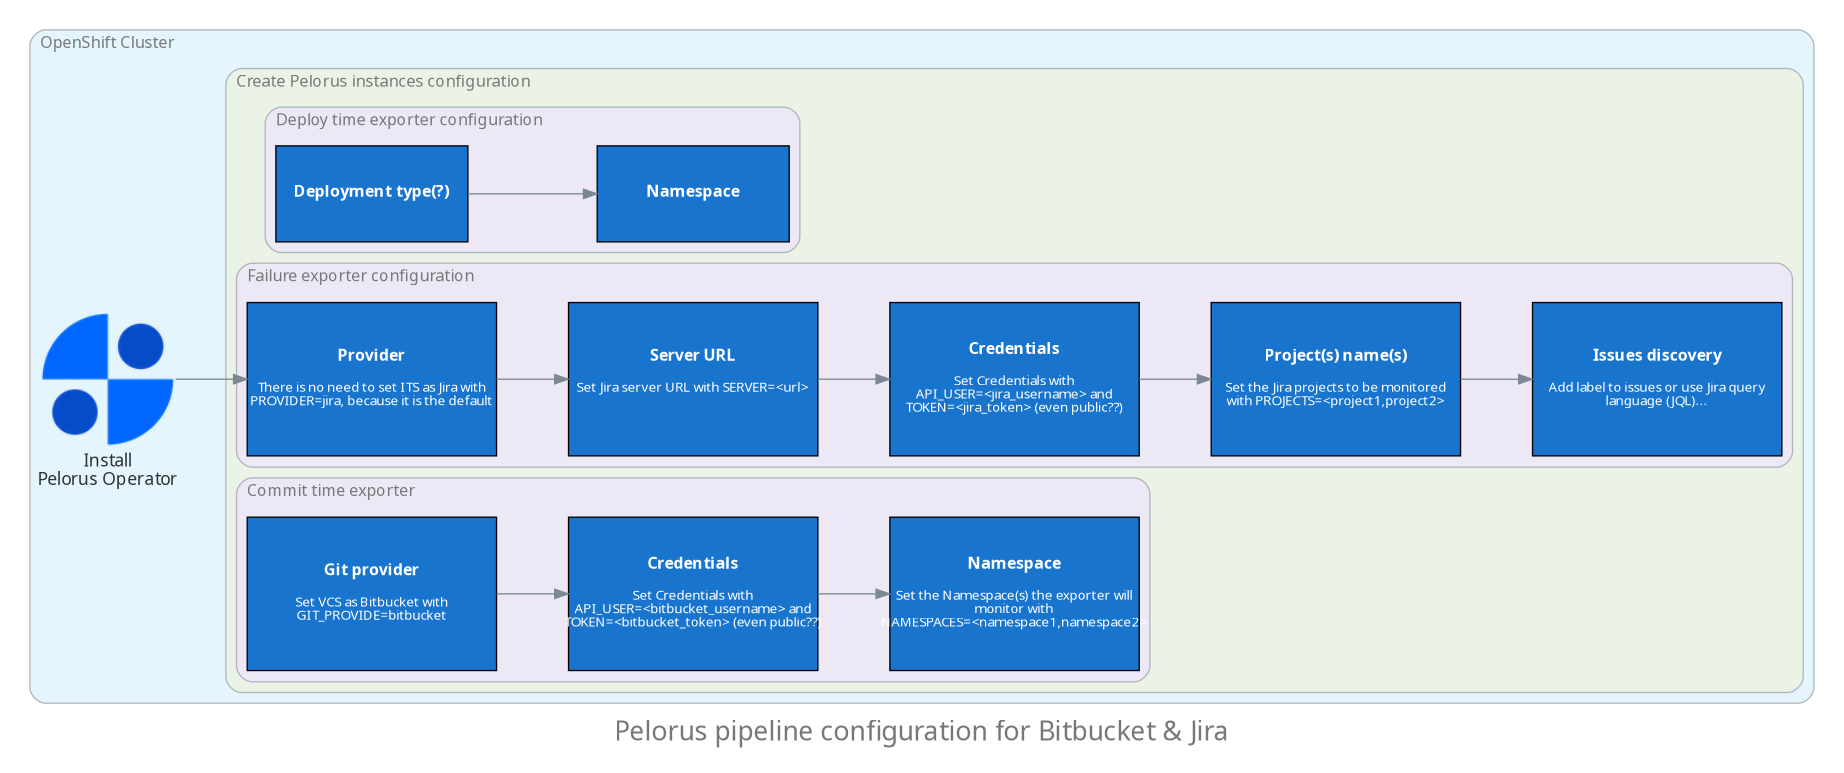 OpenShift Cluster
Create Pelorus instances configuration
Deploy time exporter configuration
Deployment type(?)
Namespace
Failure exporter configuration
Provider
There is no need to set ITS as Jira with
PROVIDER=jira, because it is the default
Server URL
Set Jira server URL with SERVER=<url>
Credentials
Set Credentials with
API_USER=<jira_username> and
TOKEN=<jira_token> (even public??)
Project(s) name(s)
Set the Jira projects to be monitored
with PROJECTS=<project1,project2>
Issues discovery
Add label to issues or use Jira query
language (JQL)...
Install
Pelorus Operator
Commit time exporter
Git provider
Set VCS as Bitbucket with
GIT_PROVIDE=bitbucket
Credentials
Set Credentials with
API_USER=<bitbucket_username> and
TOKEN=<bitbucket_token> (even public??)
Namespace
Set the Namespace(s) the exporter will
monitor with
NAMESPACES=<namespace1,namespace2>
Pelorus pipeline configuration for Bitbucket & Jira